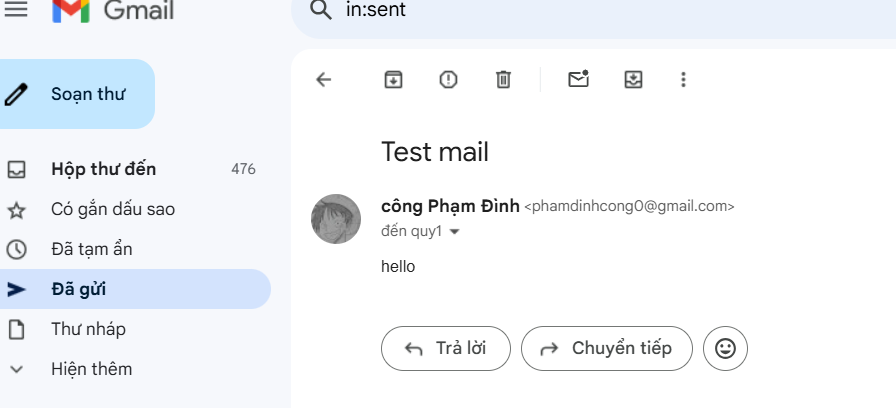 Gmail
in:sent
Soạn thư
Hộp thư đến 476
Có gắn dấu sao
Đã tạm ẩn
Đã gửi
Thư nháp
Hiện thêm
Test mail
công Phạm Đình <phamdinhcong0@gmail.com>
đến quy1
hello
Trả lời
Chuyển tiếp